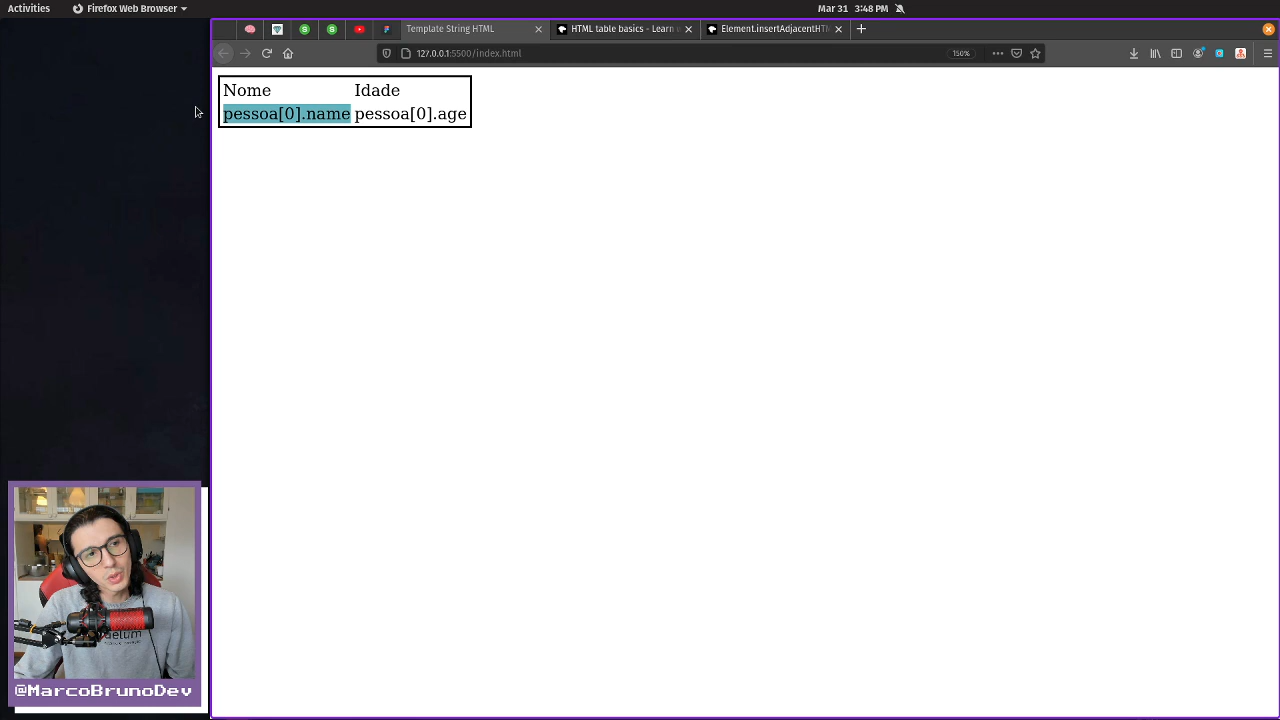 Activities Firefox Web Browser Mar 31 3:48 PM
Template String HTML HTML table basics - Learn Element.insertAdjacentHTM
127.0.0.1:5500/index.html 150%
Nome Idade
pessoa[0].name pessoa[0].age
@MarcoBrunoDev